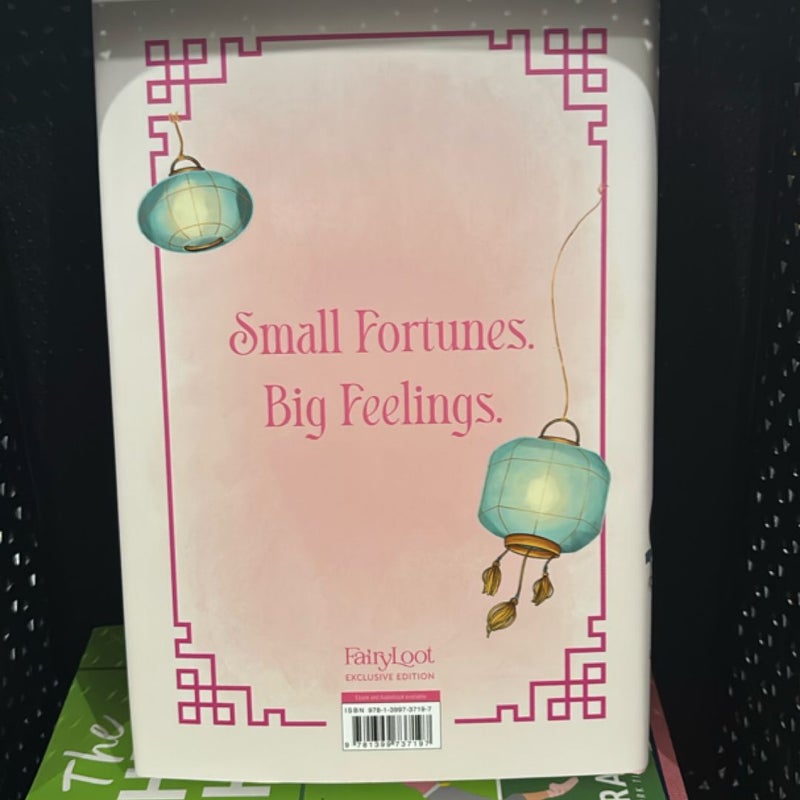 Small Fortunes.
Big Feelings.
FairyLoot
EXCLUSIVE EDITION
Ebook and Audiobook available
ISBN 978-1-3997-3719-7
9 781399 737197
The